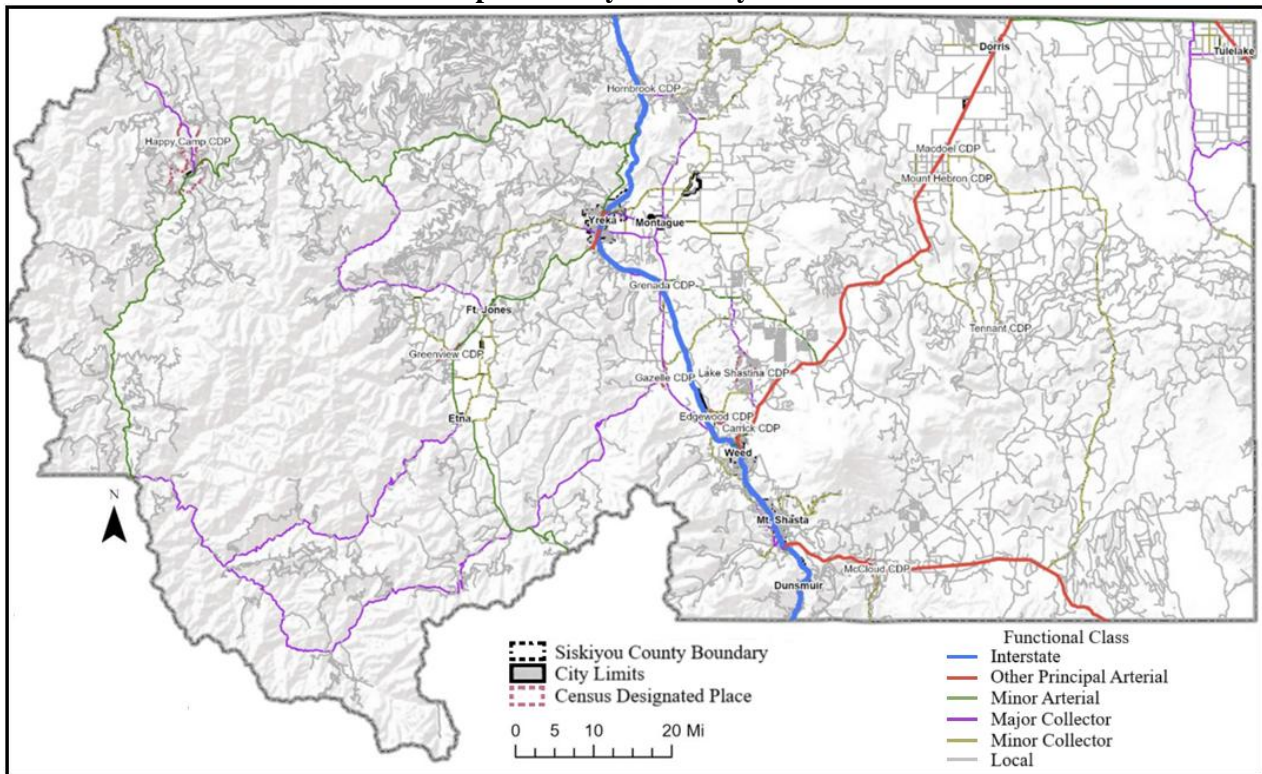 Dorris
Tulelake
Hornbrook CDP
Happy Camp CDP
Macdoel CDP
Mount Hebron CDP
Yreka
Montague
Grenada CDP
Ft. Jones
Tennant CDP
Greenview CDP
Gazelle CDP
Lake Shastina CDP
Etna
Edgewood CDP
Carrick CDP
Weed
N
Mt. Shasta
McCloud CDP
Dunsmuir
Siskiyou County Boundary
City Limits
Census Designated Place
0 5 10 20 Mi
Functional Class
Interstate
Other Principal Arterial
Minor Arterial
Major Collector
Minor Collector
Local